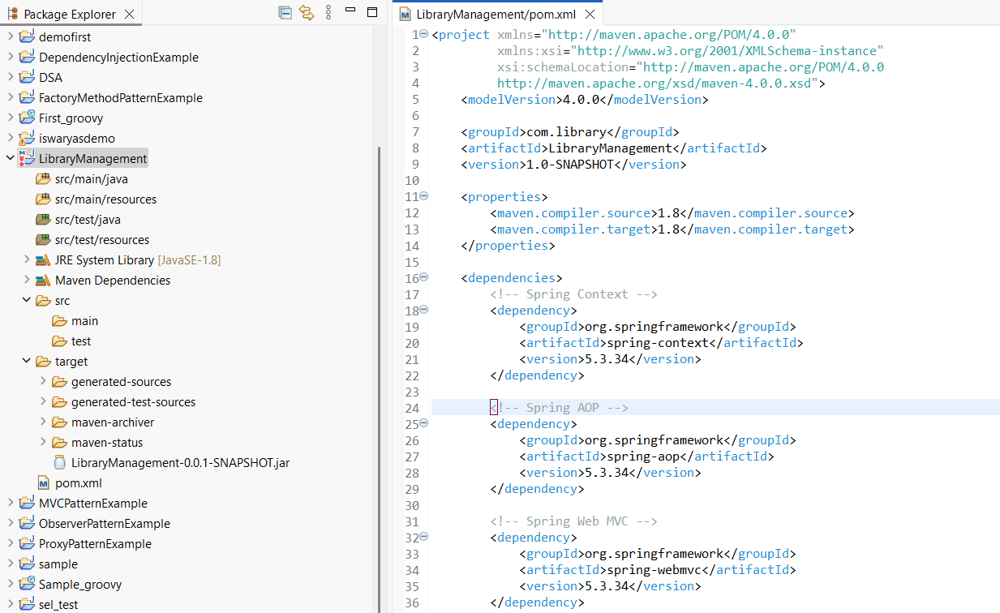 Package Explorer
demofirst
DependencyInjectionExample
DSA
FactoryMethodPatternExample
First_groovy
iswaryasdemo
LibraryManagement
src/main/java
src/main/resources
src/test/java
src/test/resources
JRE System Library [JavaSE-1.8]
Maven Dependencies
src
main
test
target
generated-sources
generated-test-sources
maven-archiver
maven-status
LibraryManagement-0.0.1-SNAPSHOT.jar
pom.xml
MVCPatternExample
ObserverPatternExample
ProxyPatternExample
sample
Sample_groovy
sel_test
LibraryManagement/pom.xml
1 <project xmlns="http://maven.apache.org/POM/4.0.0"
2 xmlns:xsi="http://www.w3.org/2001/XMLSchema-instance"
3 xsi:schemaLocation="http://maven.apache.org/POM/4.0.0
4 http://maven.apache.org/xsd/maven-4.0.0.xsd">
5 <modelVersion>4.0.0</modelVersion>
6
7 <groupId>com.library</groupId>
8 <artifactId>LibraryManagement</artifactId>
9 <version>1.0-SNAPSHOT</version>
10
11 <properties>
12 <maven.compiler.source>1.8</maven.compiler.source>
13 <maven.compiler.target>1.8</maven.compiler.target>
14 </properties>
15
16 <dependencies>
17 <!-- Spring Context -->
18 <dependency>
19 <groupId>org.springframework</groupId>
20 <artifactId>spring-context</artifactId>
21 <version>5.3.34</version>
22 </dependency>
23
24 <!-- Spring AOP -->
25 <dependency>
26 <groupId>org.springframework</groupId>
27 <artifactId>spring-aop</artifactId>
28 <version>5.3.34</version>
29 </dependency>
30
31 <!-- Spring Web MVC -->
32 <dependency>
33 <groupId>org.springframework</groupId>
34 <artifactId>spring-webmvc</artifactId>
35 <version>5.3.34</version>
36 </dependency>